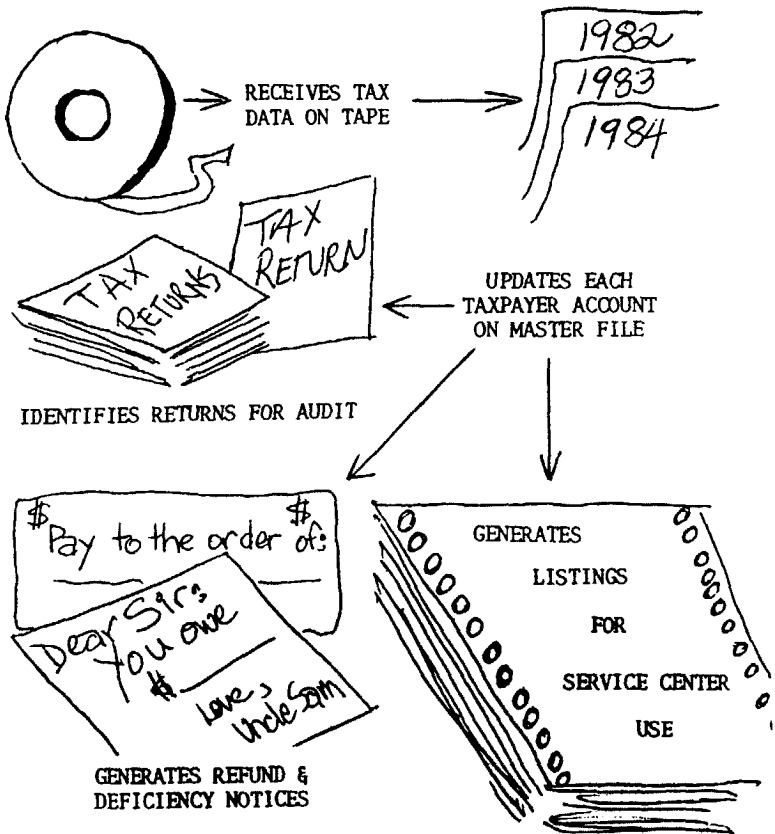 RECEIVES TAX
DATA ON TAPE
1982
1983
1984
TAX
RETURNS
TAX
RETURN
UPDATES EACH
TAXPAYER ACCOUNT
ON MASTER FILE
IDENTIFIES RETURNS FOR AUDIT
$ $
Pay to the order of:
Dear Sir:
You owe
$
Love,
Uncle Sam
GENERATES REFUND &
DEFICIENCY NOTICES
GENERATES
LISTINGS
FOR
SERVICE CENTER
USE